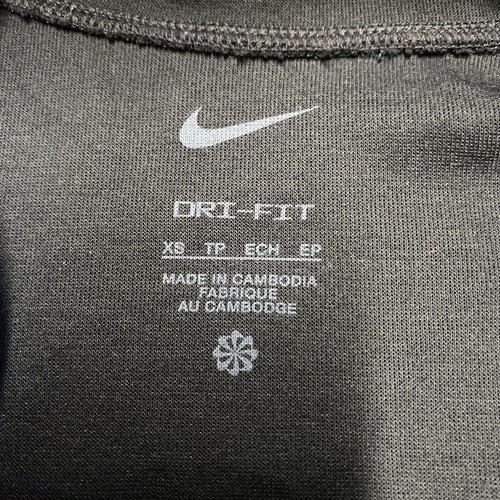 DRI-FIT
XS TP ECH EP
MADE IN CAMBODIA
FABRIQUE
AU CAMBODGE